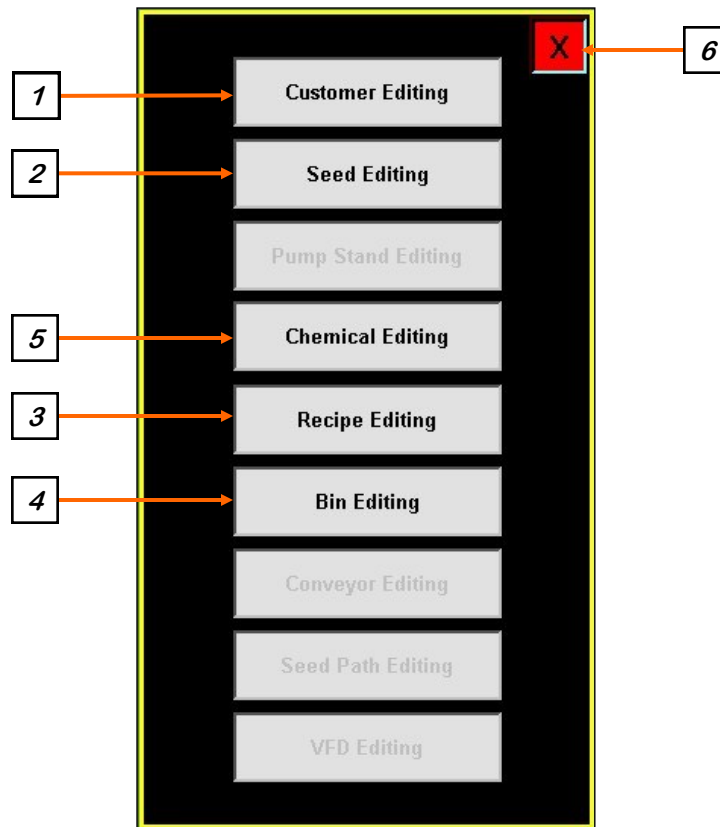 X
6
1
Customer Editing
2
Seed Editing
Pump Stand Editing
5
Chemical Editing
3
Recipe Editing
4
Bin Editing
Conveyor Editing
Seed Path Editing
VFD Editing